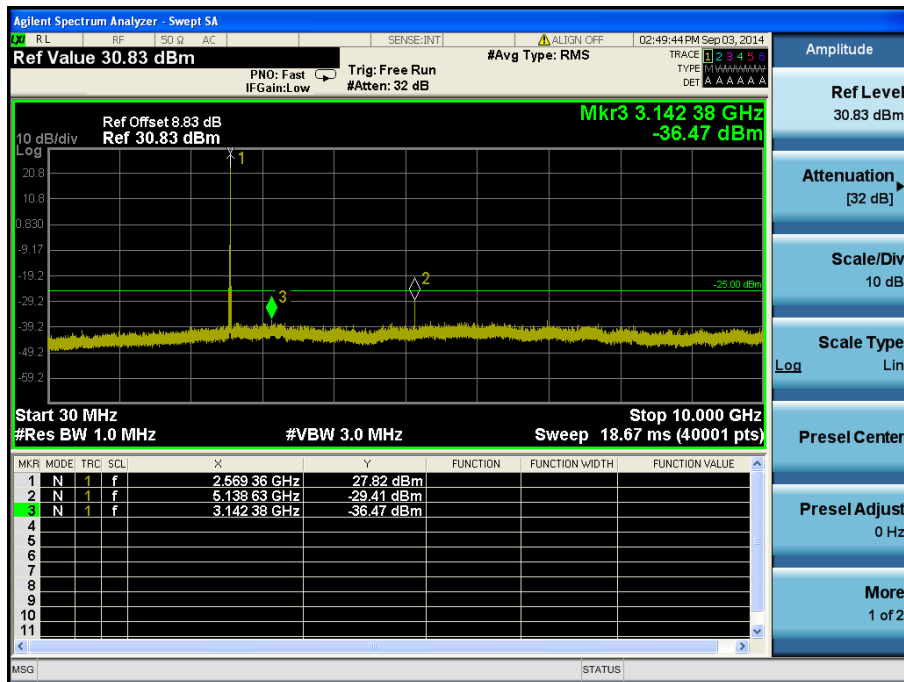 Agilent Spectrum Analyzer - Swept SA
LXI RL RF 50 Ω AC SENSE:INT ALIGN OFF 02:49:44 PM Sep 03, 2014
Ref Value 30.83 dBm
PNO: Fast
IFGain:Low
Trig: Free Run
#Atten: 32 dB
#Avg Type: RMS
TRACE 1 2 3 4 5 6
TYPE M WWWWW
DET A A A A A A
Mkr3 3.142 38 GHz
-36.47 dBm
Ref Offset 8.83 dB
10 dB/div Ref 30.83 dBm
Log
20.8
10.8
0.830
-9.17
-19.2
-29.2
-39.2
-49.2
-59.2
1
2
3
-25.00 dBm
Start 30 MHz Stop 10.000 GHz
#Res BW 1.0 MHz #VBW 3.0 MHz Sweep 18.67 ms (40001 pts)
MKR MODE TRC SCL X Y FUNCTION FUNCTION WIDTH FUNCTION VALUE
1 N 1 f 2.569 36 GHz 27.82 dBm
2 N 1 f 5.138 63 GHz -29.41 dBm
3 N 1 f 3.142 38 GHz -36.47 dBm
4
5
6
7
8
9
10
11
MSG STATUS
Amplitude
Ref Level
30.83 dBm
Attenuation
[32 dB]
Scale/Div
10 dB
Scale Type
Log Lin
Presel Center
Presel Adjust
0 Hz
More
1 of 2